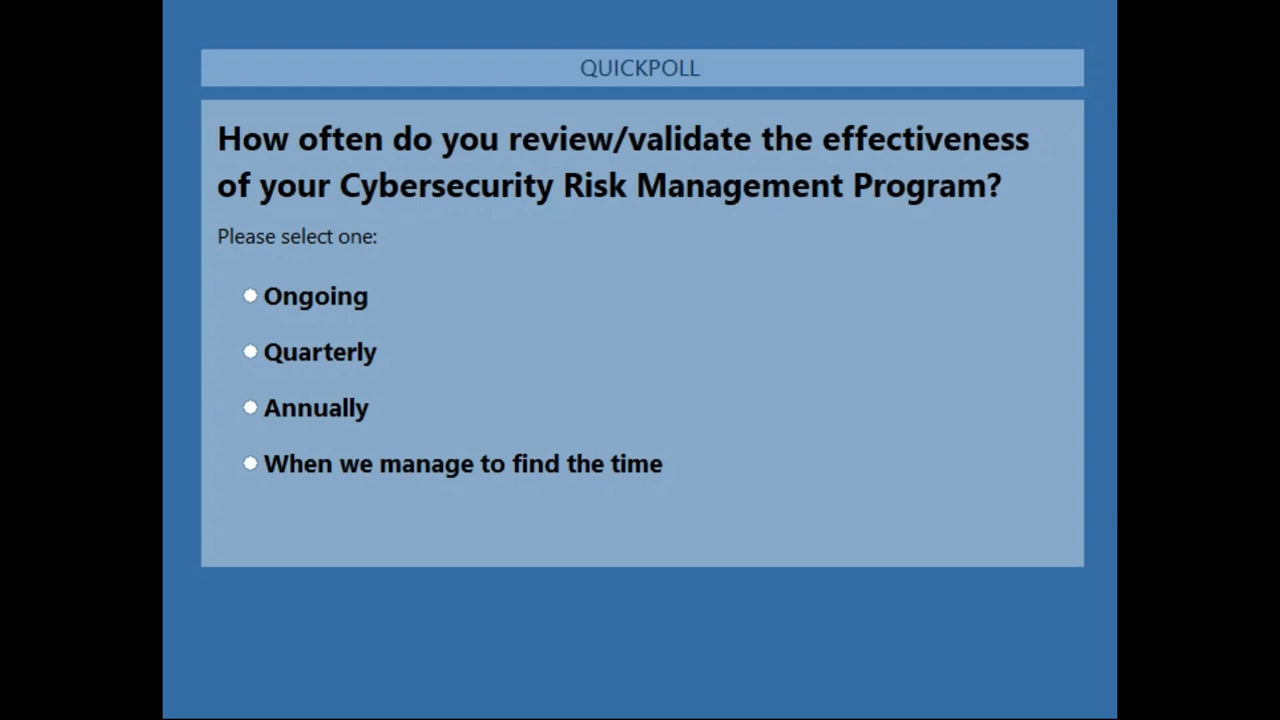 QUICKPOLL
How often do you review/validate the effectiveness
of your Cybersecurity Risk Management Program?
Please select one:
Ongoing
Quarterly
Annually
When we manage to find the time